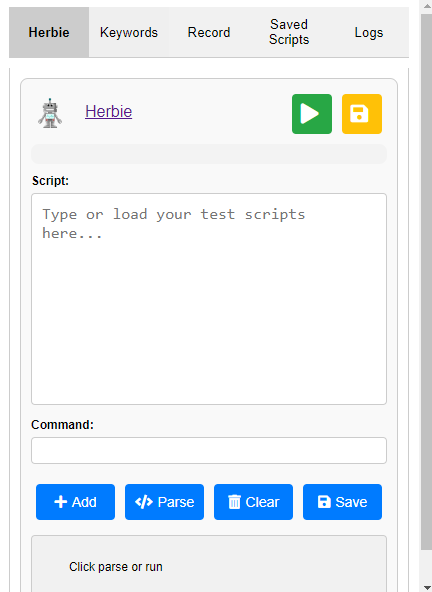 Herbie
Keywords
Record
Saved
Scripts
Logs
Herbie
Script:
Type or load your test scripts
here...
Command:
Add
Parse
Clear
Save
Click parse or run